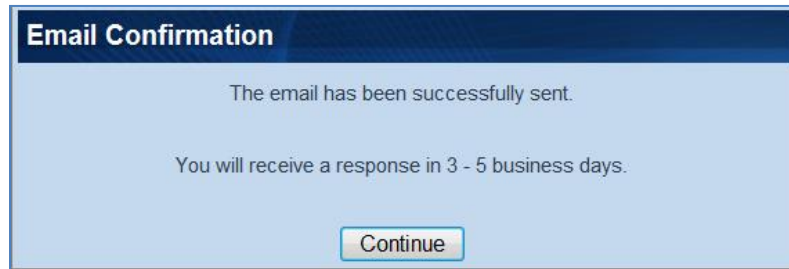 Email Confirmation
The email has been successfully sent.
You will receive a response in 3 - 5 business days.
Continue